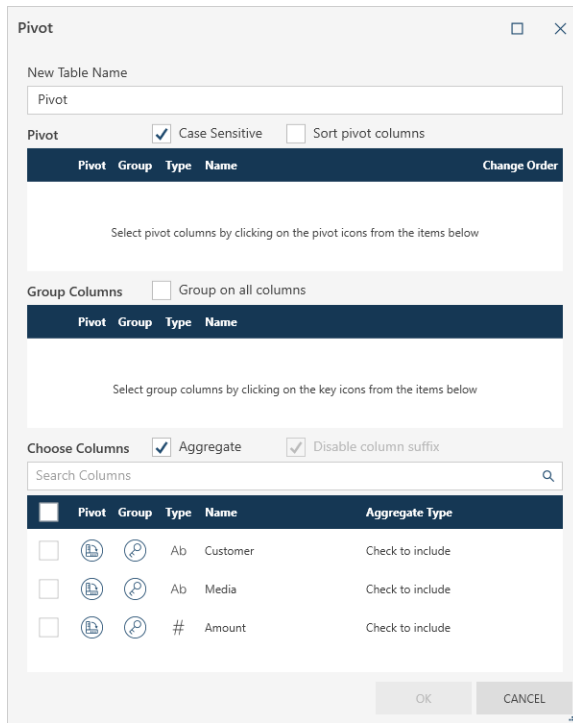 Pivot
New Table Name
Pivot
Pivot Case Sensitive Sort pivot columns
Pivot Group Type Name Change Order
Select pivot columns by clicking on the pivot icons from the items below
Group Columns Group on all columns
Pivot Group Type Name
Select group columns by clicking on the key icons from the items below
Choose Columns Aggregate Disable column suffix
Search Columns
Pivot Group Type Name Aggregate Type
Ab Customer Check to include
Ab Media Check to include
# Amount Check to include
OK CANCEL